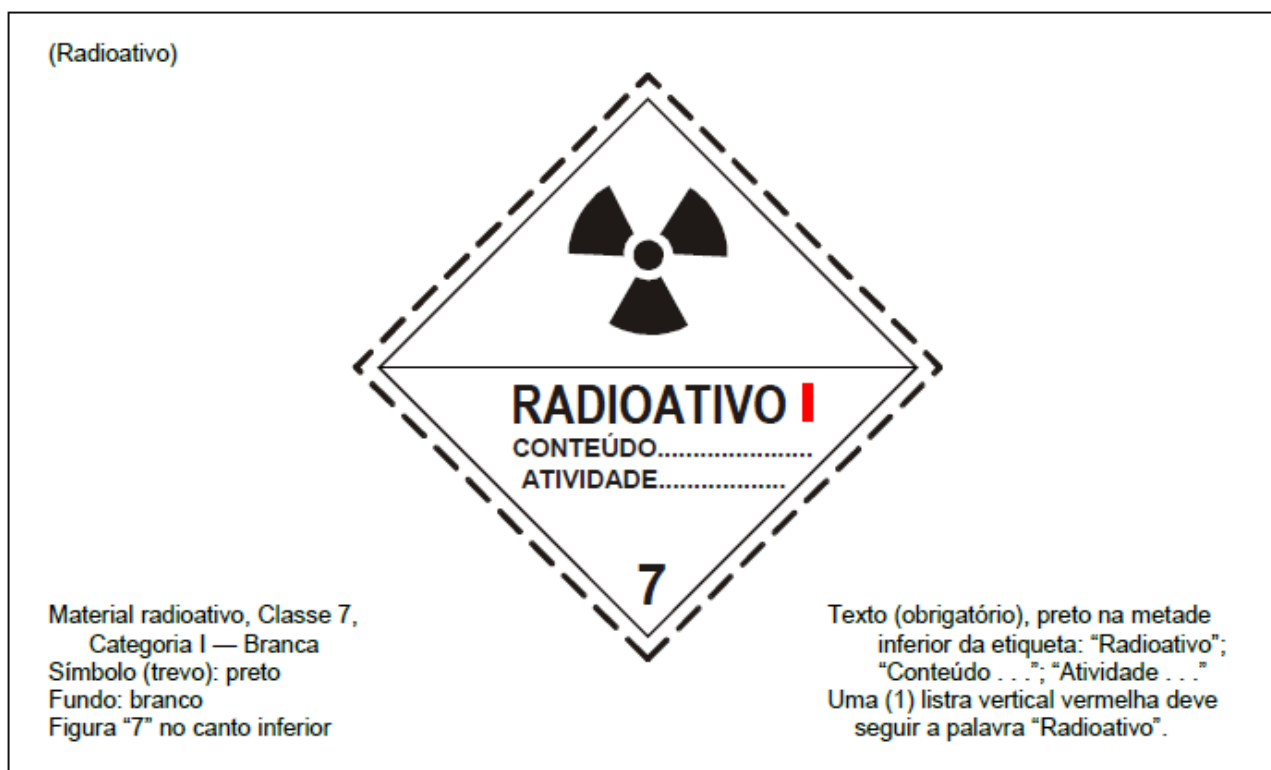 (Radioativo)
RADIOATIVO I
CONTEÚDO......................
ATIVIDADE..................
7
Material radioativo, Classe 7,
Categoria I — Branca
Símbolo (trevo): preto
Fundo: branco
Figura “7” no canto inferior
Texto (obrigatório), preto na metade
inferior da etiqueta: “Radioativo”;
“Conteúdo . . .”; “Atividade . . .”
Uma (1) listra vertical vermelha deve
seguir a palavra “Radioativo”.